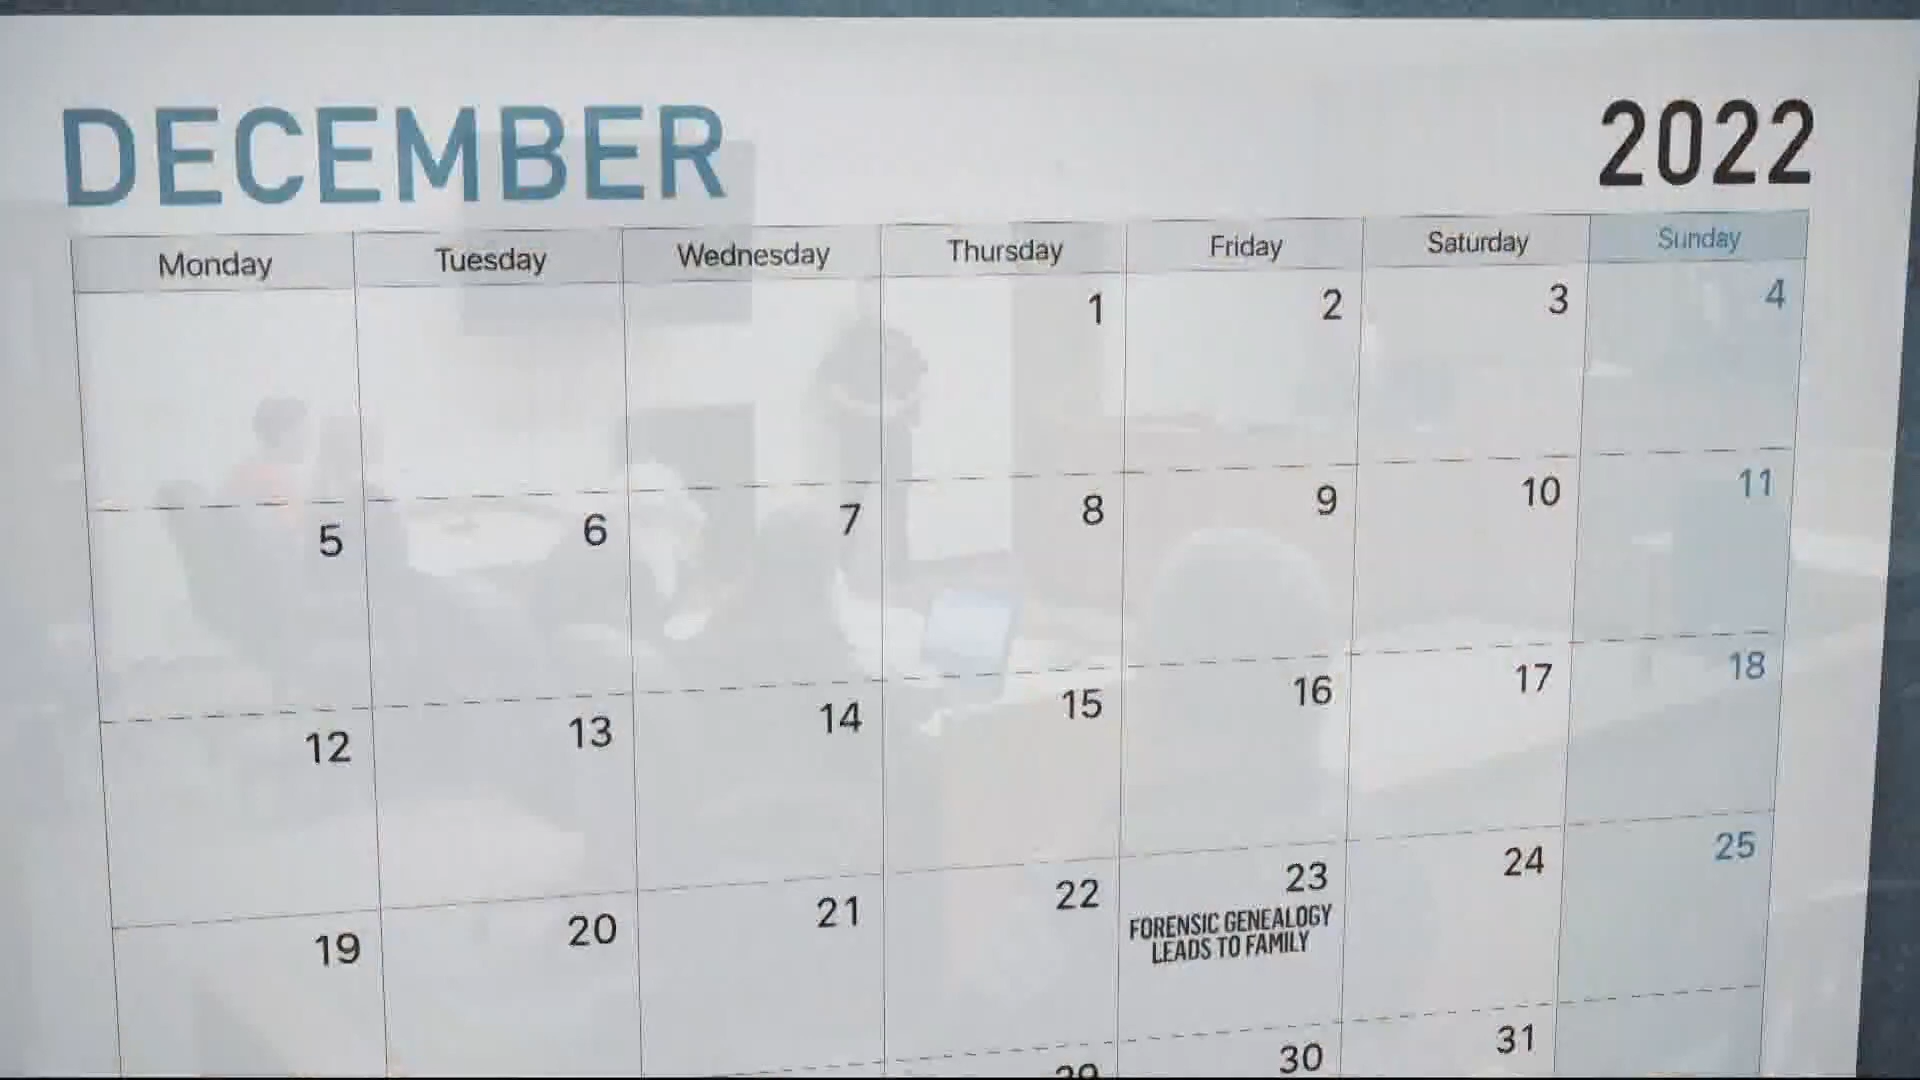 DECEMBER 2022
Monday Tuesday Wednesday Thursday Friday Saturday Sunday
1 2 3 4
5 6 7 8 9 10 11
12 13 14 15 16 17 18
19 20 21 22 23 24 25
FORENSIC GENEALOGY
LEADS TO FAMILY
29 30 31